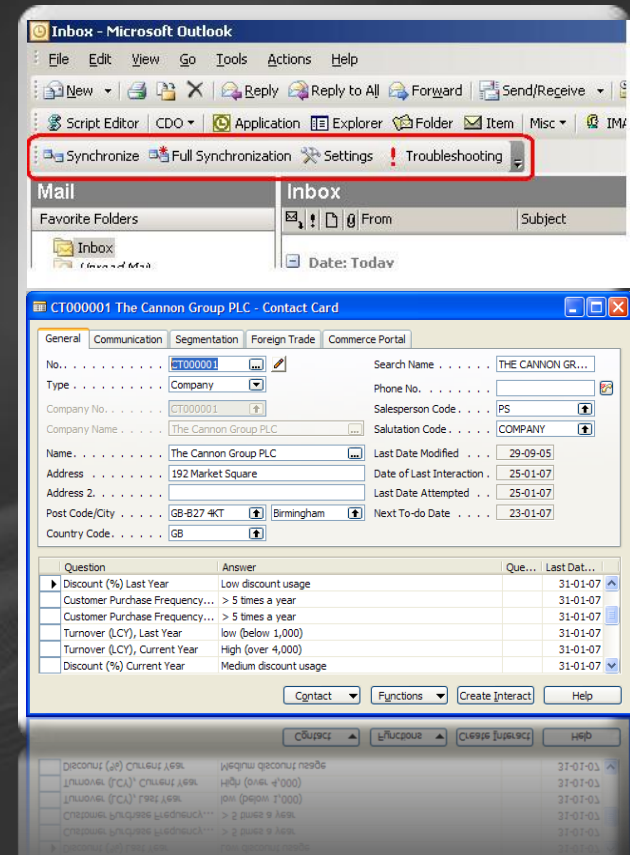 Inbox - Microsoft Outlook
File Edit View Go Tools Actions Help
New Reply Reply to All Forward Send/Receive
Script Editor CDO Application Explorer Folder Item Misc IMA
Synchronize Full Synchronization Settings ! Troubleshooting
Mail Inbox
Favorite Folders From Subject
Inbox
Unread Mail Date: Today
CT000001 The Cannon Group PLC - Contact Card
General Communication Segmentation Foreign Trade Commerce Portal
No. . . . . . . . . . . . CT000001 ... Search Name . . . . . . THE CANNON GR...
Type . . . . . . . . . . Company Phone No. . . . . . . .
Company No. . . . . . . CT000001 Salesperson Code . . . . PS
Company Name . . . . . The Cannon Group PLC ... Salutation Code . . . . . COMPANY
Name . . . . . . . . . . The Cannon Group PLC ... Last Date Modified . . . 29-09-05
Address . . . . . . . . 192 Market Square Date of Last Interaction . 25-01-07
Address 2. . . . . . . . Last Date Attempted . . 25-01-07
Post Code/City . . . . . GB-B27 4KT Birmingham Next To-do Date . . . . 23-01-07
Country Code. . . . . . GB
Question Answer Que... Last Dat...
Discount (%) Last Year Low discount usage 31-01-07
Customer Purchase Frequency... > 5 times a year 31-01-07
Customer Purchase Frequency... > 5 times a year 31-01-07
Turnover (LCY), Last Year low (below 1,000) 31-01-07
Turnover (LCY), Current Year High (over 4,000) 31-01-07
Discount (%) Current Year Medium discount usage 31-01-07
Contact Functions Create Interact Help